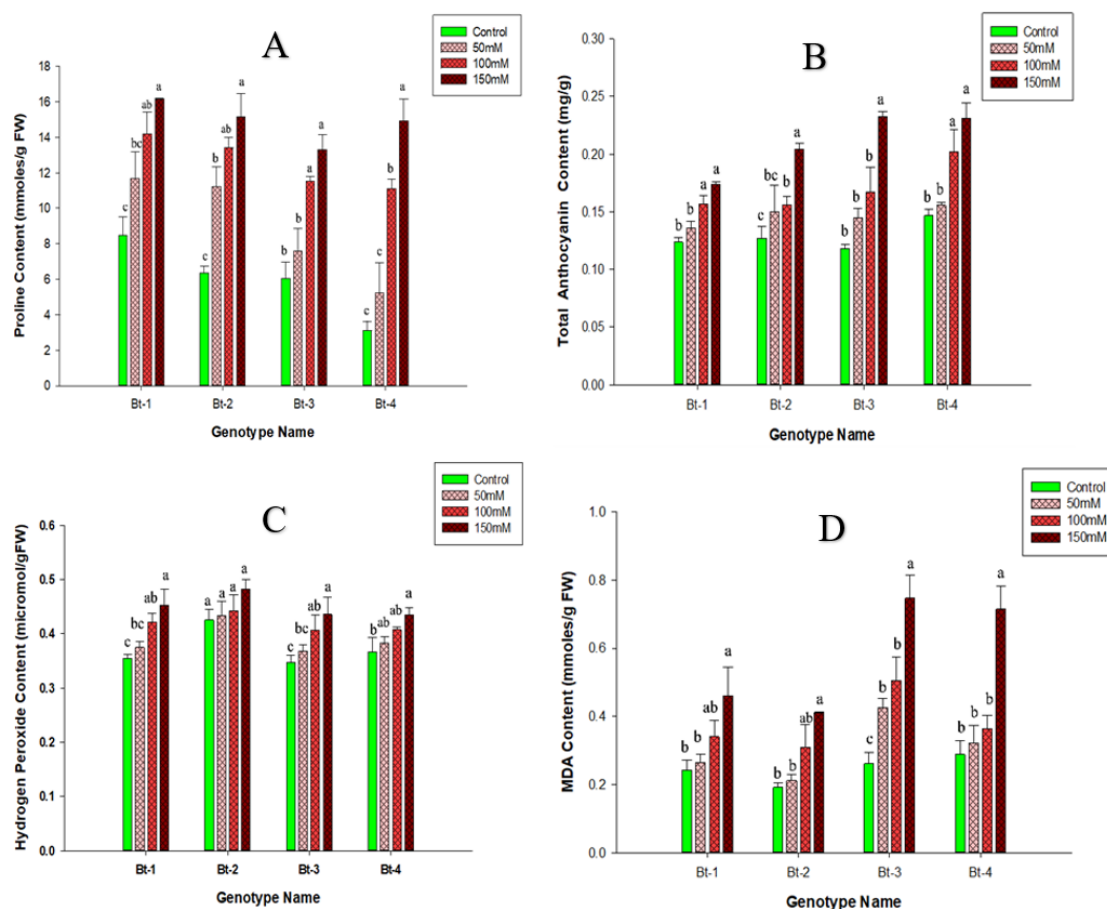 A
Control
50mM
100mM
150mM
Proline Content (mmoles/g FW)
18
16
14
12
10
8
6
4
2
0
c bc ab a
c b ab a
b b a a
c c b a
Bt-1 Bt-2 Bt-3 Bt-4
Genotype Name
B
Control
50mM
100mM
150mM
Total Anthocyanin Content (mg/g)
0.30
0.25
0.20
0.15
0.10
0.05
0.00
b b a a
c bc b a
b b b a
b b a a
Bt-1 Bt-2 Bt-3 Bt-4
Genotype Name
C
Control
50mM
100mM
150mM
Hydrogen Peroxide Content (micromol/gFW)
0.6
0.5
0.4
0.3
0.2
0.1
0.0
c bc ab a
a a a a
c bc ab a
b ab ab a
Bt-1 Bt-2 Bt-3 Bt-4
Genotype Name
D
Control
50mM
100mM
150mM
MDA Content (mmoles/g FW)
1.0
0.8
0.6
0.4
0.2
0.0
b b ab a
b b ab a
c b b a
b b b a
Bt-1 Bt-2 Bt-3 Bt-4
Genotype Name